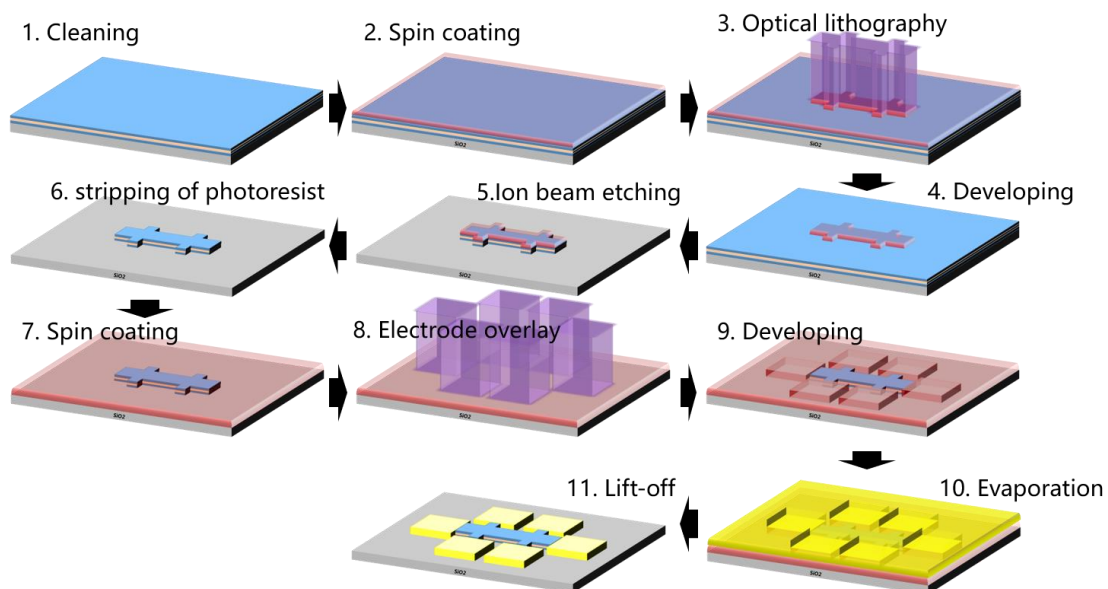 1. Cleaning
2. Spin coating
3. Optical lithography
SiO2
SiO2
6. stripping of photoresist
5.Ion beam etching
4. Developing
SiO2
SiO2
SiO2
7. Spin coating
8. Electrode overlay
9. Developing
SiO2
SiO2
SiO2
11. Lift-off
10. Evaporation
SiO2
SiO2